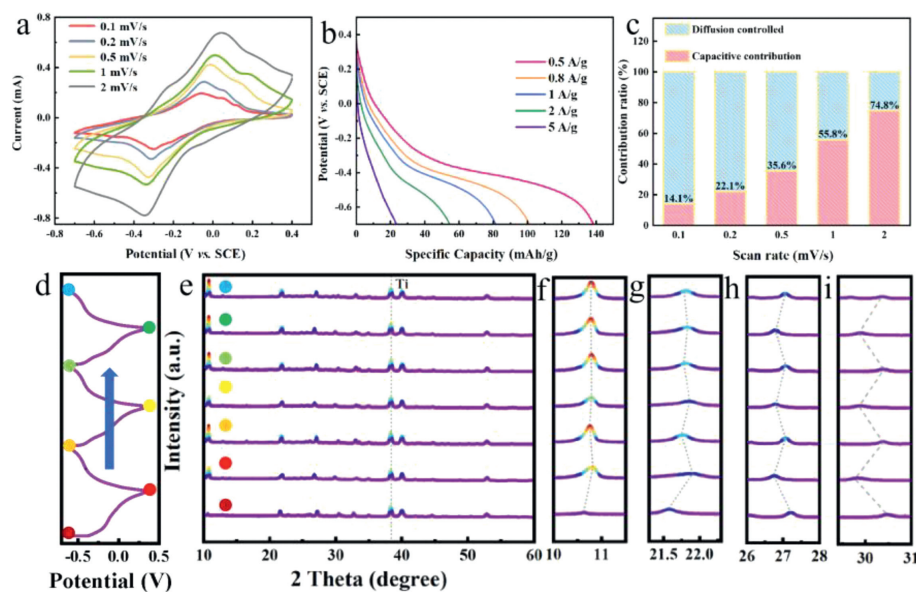 a
0.1 mV/s
0.2 mV/s
0.5 mV/s
1 mV/s
2 mV/s
Current (mA)
0.8
0.4
0.0
-0.4
-0.8
-0.8 -0.6 -0.4 -0.2 0.0 0.2 0.4
Potential (V vs. SCE)
b
0.5 A/g
0.8 A/g
1 A/g
2 A/g
5 A/g
Potential (V vs. SCE)
0.4
0.2
0.0
-0.2
-0.4
-0.6
0 20 40 60 80 100 120 140
Specific Capacity (mAh/g)
c
Diffusion controlled
Capacitive contribution
Contribution ratio (%)
140
120
100
80
60
40
20
0
14.1%
22.1%
35.6%
55.8%
74.8%
0.1 0.2 0.5 1 2
Scan rate (mV/s)
d
-0.5 0.0 0.5
Potential (V)
e
Intensity (a.u.)
Ti
10 20 30 40 50 60
2 Theta (degree)
f
10 11
g
21.5 22.0
h
26 27 28
i
30 31